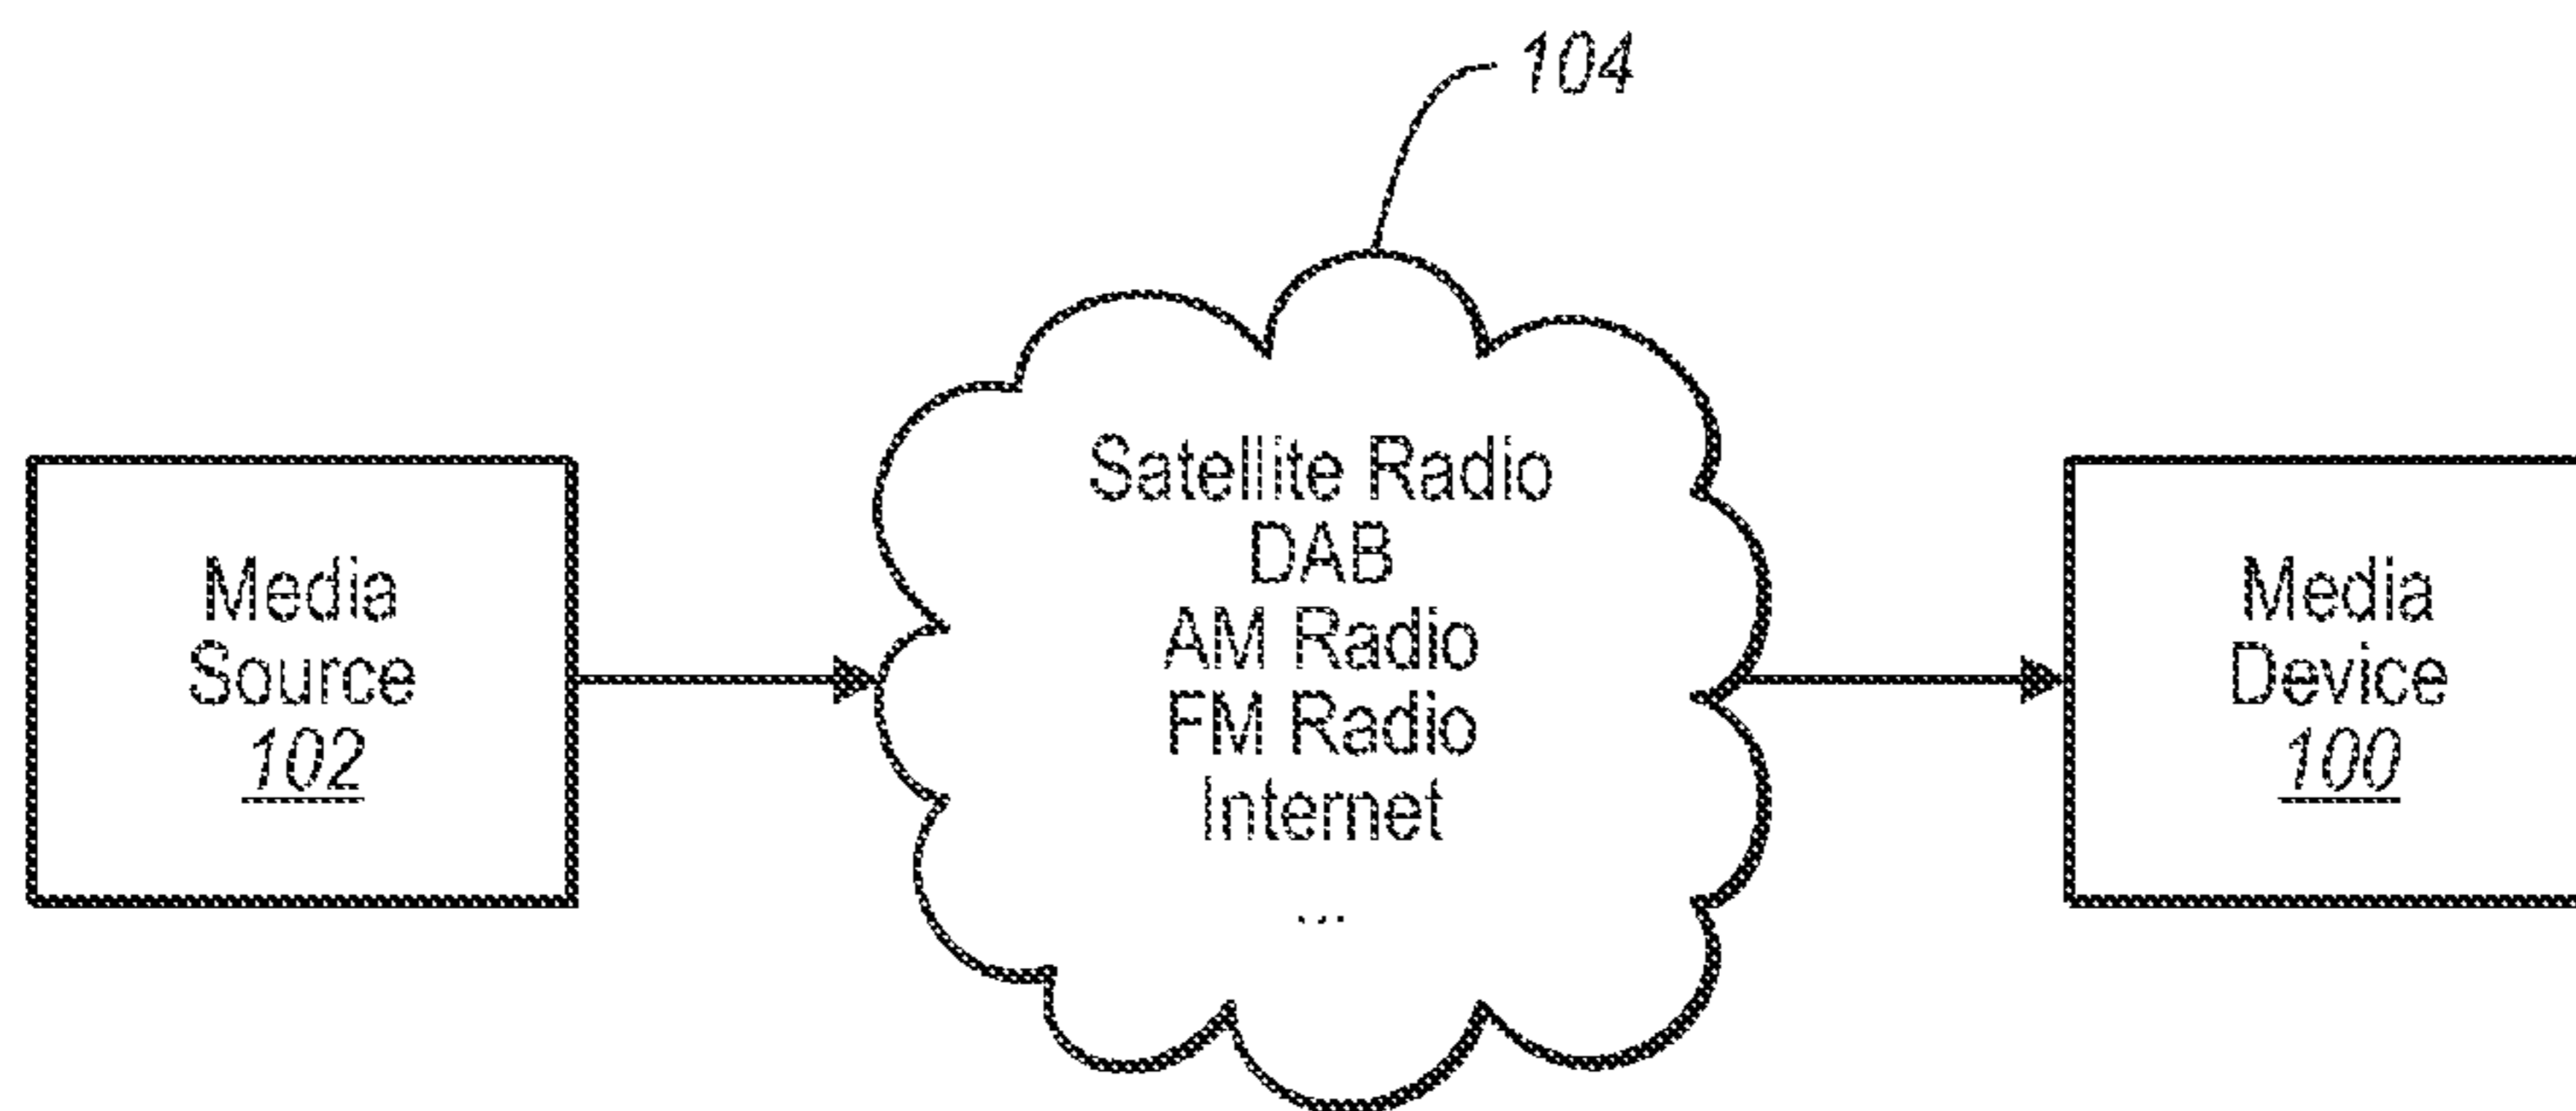 104
Media
Source
102
Satellite Radio
DAB
AM Radio
FM Radio
Internet
...
Media
Device
100